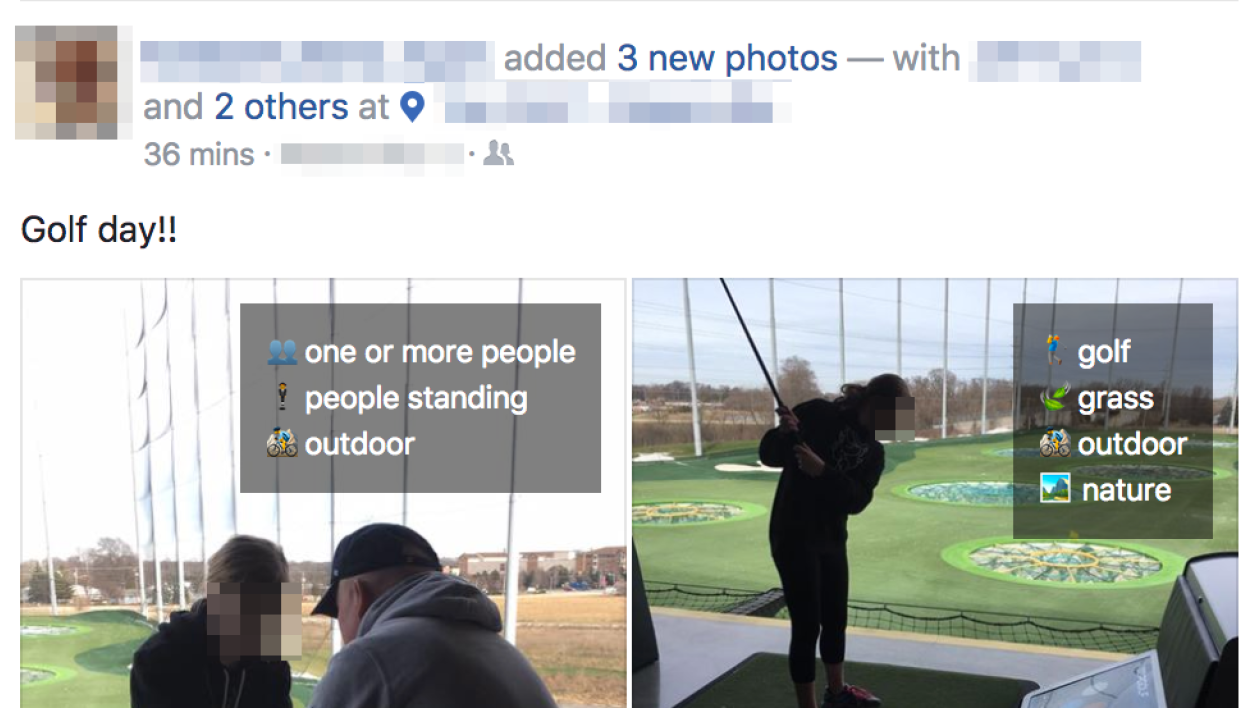 added 3 new photos — with
and 2 others at
36 mins · ·
Golf day!!
one or more people
people standing
outdoor
golf
grass
outdoor
nature